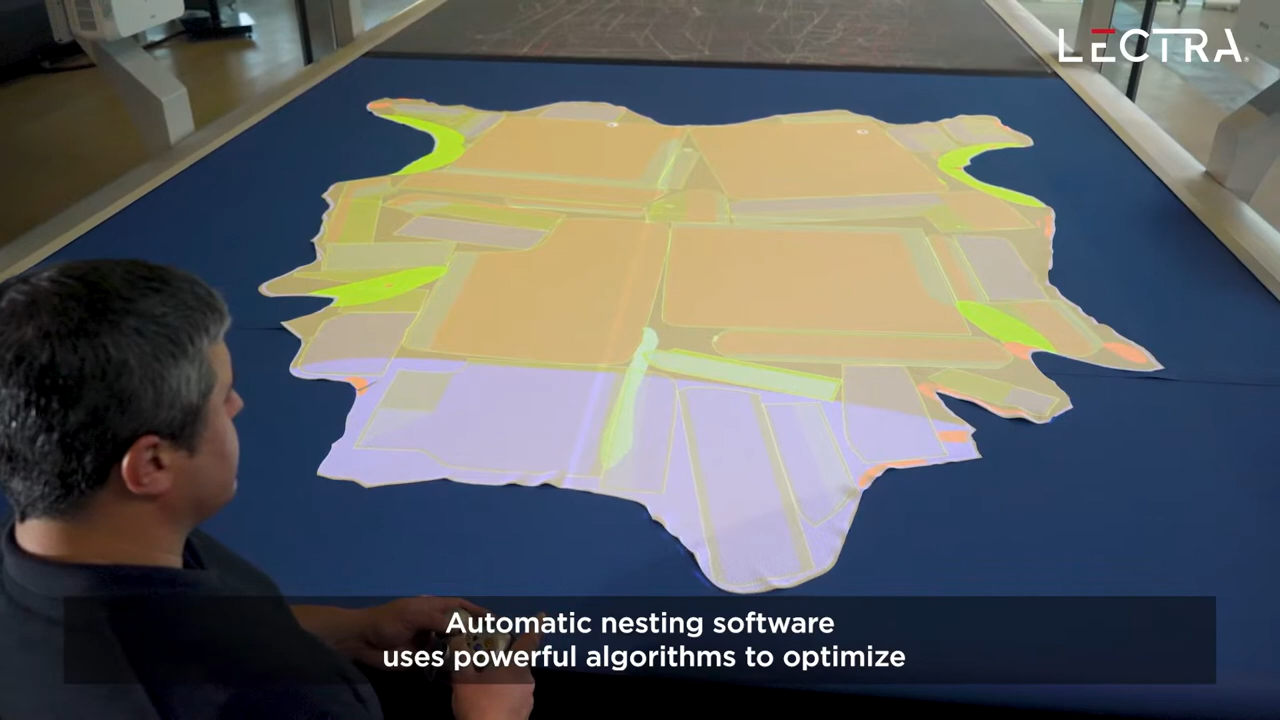 LECTRA
Automatic nesting software
uses powerful algorithms to optimize